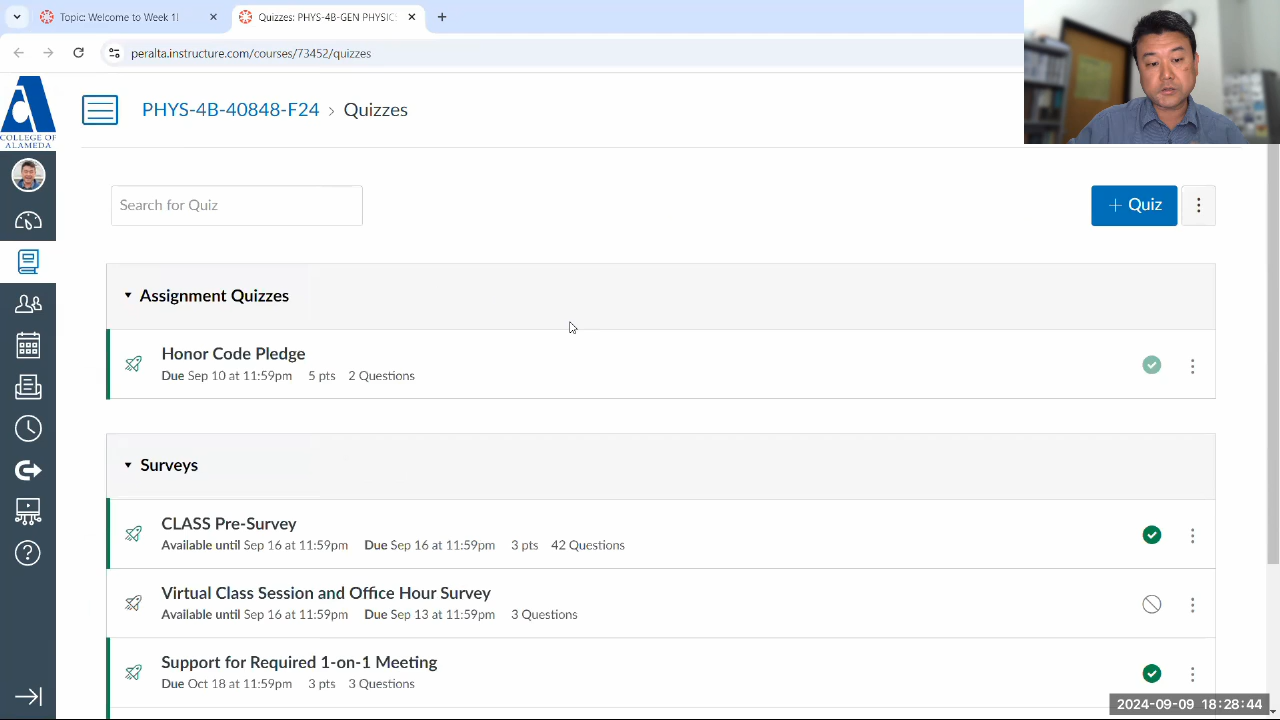 Topic: Welcome to Week 1!
Quizzes: PHYS-4B-GEN PHYSICS
peralta.instructure.com/courses/73452/quizzes
COLLEGE OF
ALAMEDA
PHYS-4B-40848-F24 › Quizzes
Search for Quiz
+ Quiz
Assignment Quizzes
Honor Code Pledge
Due Sep 10 at 11:59pm 5 pts 2 Questions
Surveys
CLASS Pre-Survey
Available until Sep 16 at 11:59pm Due Sep 16 at 11:59pm 3 pts 42 Questions
Virtual Class Session and Office Hour Survey
Available until Sep 16 at 11:59pm Due Sep 13 at 11:59pm 3 Questions
Support for Required 1-on-1 Meeting
Due Oct 18 at 11:59pm 3 pts 3 Questions
2024-09-09 18:28:44